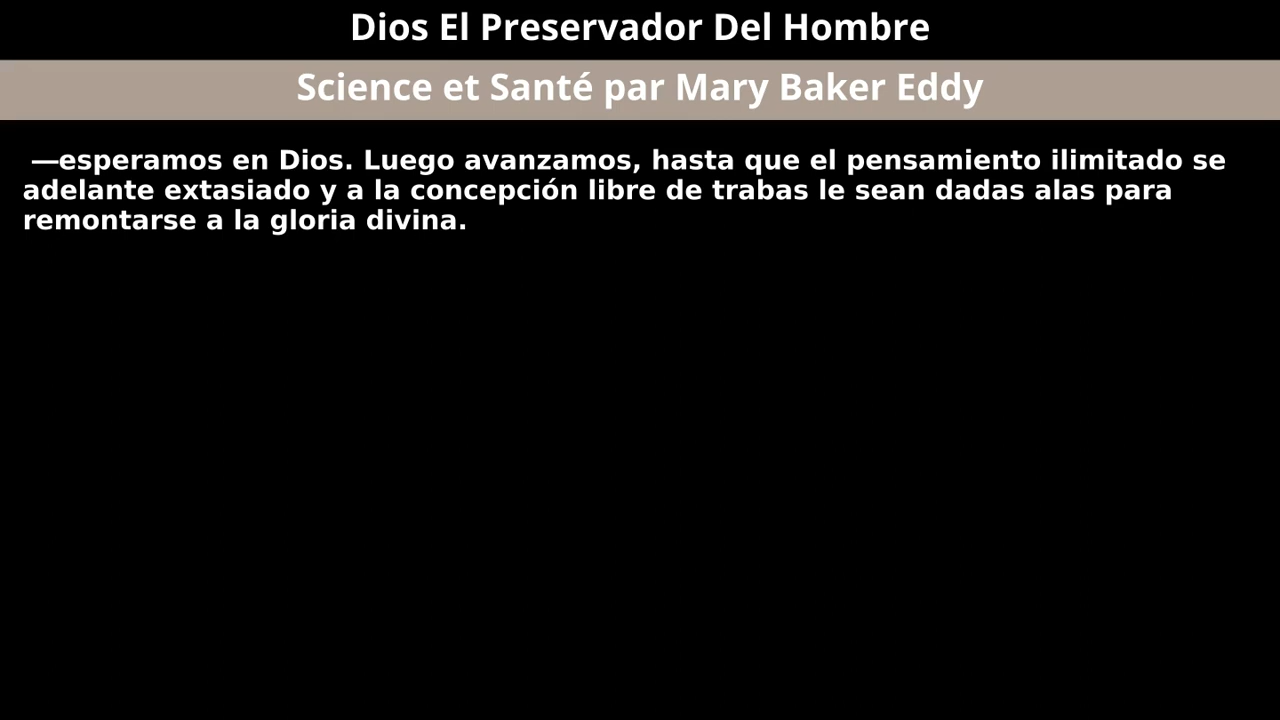 Dios El Preservador Del Hombre
Science et Santé par Mary Baker Eddy
—esperamos en Dios. Luego avanzamos, hasta que el pensamiento ilimitado se
adelante extasiado y a la concepción libre de trabas le sean dadas alas para
remontarse a la gloria divina.